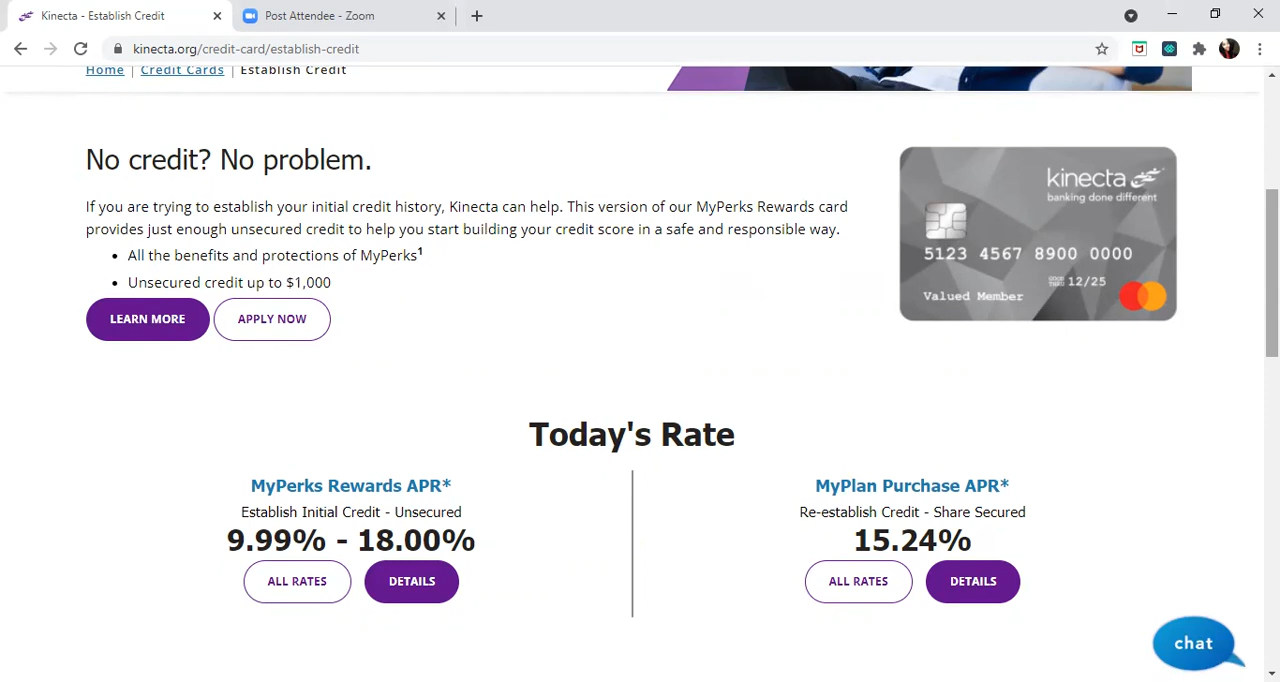 Kinecta - Establish Credit
Post Attendee - Zoom
kinecta.org/credit-card/establish-credit
Home | Credit Cards | Establish Credit
No credit? No problem.
If you are trying to establish your initial credit history, Kinecta can help. This version of our MyPerks Rewards card
provides just enough unsecured credit to help you start building your credit score in a safe and responsible way.
• All the benefits and protections of MyPerks¹
• Unsecured credit up to $1,000
LEARN MORE APPLY NOW
kinecta
banking done different
5123 4567 8900 0000
GOOD THRU 12/25
Valued Member
Today's Rate
MyPerks Rewards APR*
Establish Initial Credit - Unsecured
9.99% - 18.00%
ALL RATES DETAILS
MyPlan Purchase APR*
Re-establish Credit - Share Secured
15.24%
ALL RATES DETAILS
chat